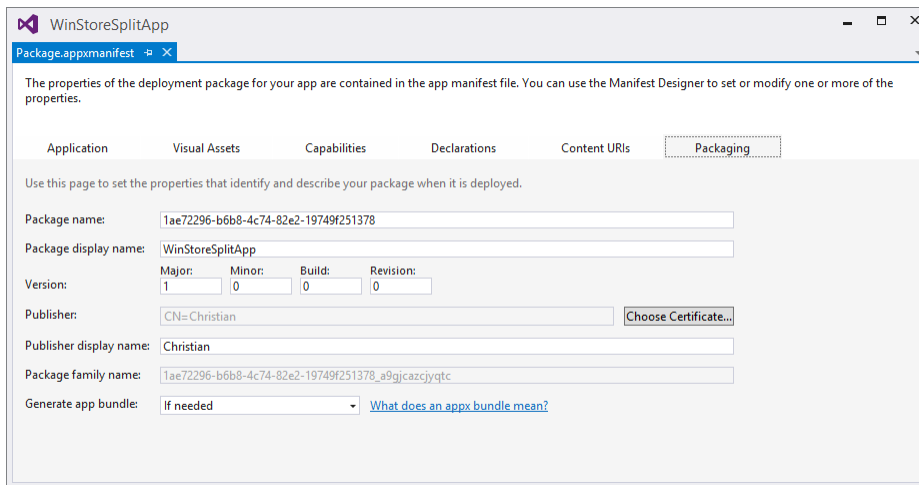 WinStoreSplitApp
Package.appxmanifest
The properties of the deployment package for your app are contained in the app manifest file. You can use the Manifest Designer to set or modify one or more of the
properties.
Application Visual Assets Capabilities Declarations Content URIs Packaging
Use this page to set the properties that identify and describe your package when it is deployed.
Package name: 1ae72296-b6b8-4c74-82e2-19749f251378
Package display name: WinStoreSplitApp
Major: Minor: Build: Revision:
Version: 1 0 0 0
Publisher: CN=Christian Choose Certificate...
Publisher display name: Christian
Package family name: 1ae72296-b6b8-4c74-82e2-19749f251378_a9gjcazcjyqtc
Generate app bundle: If needed What does an appx bundle mean?